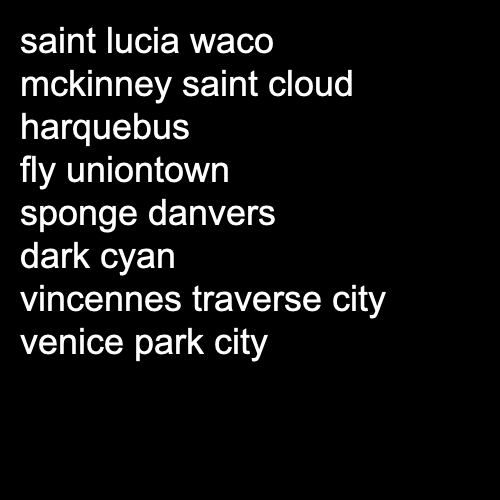 saint lucia waco
mckinney saint cloud
harquebus
fly uniontown
sponge danvers
dark cyan
vincennes traverse city
venice park city